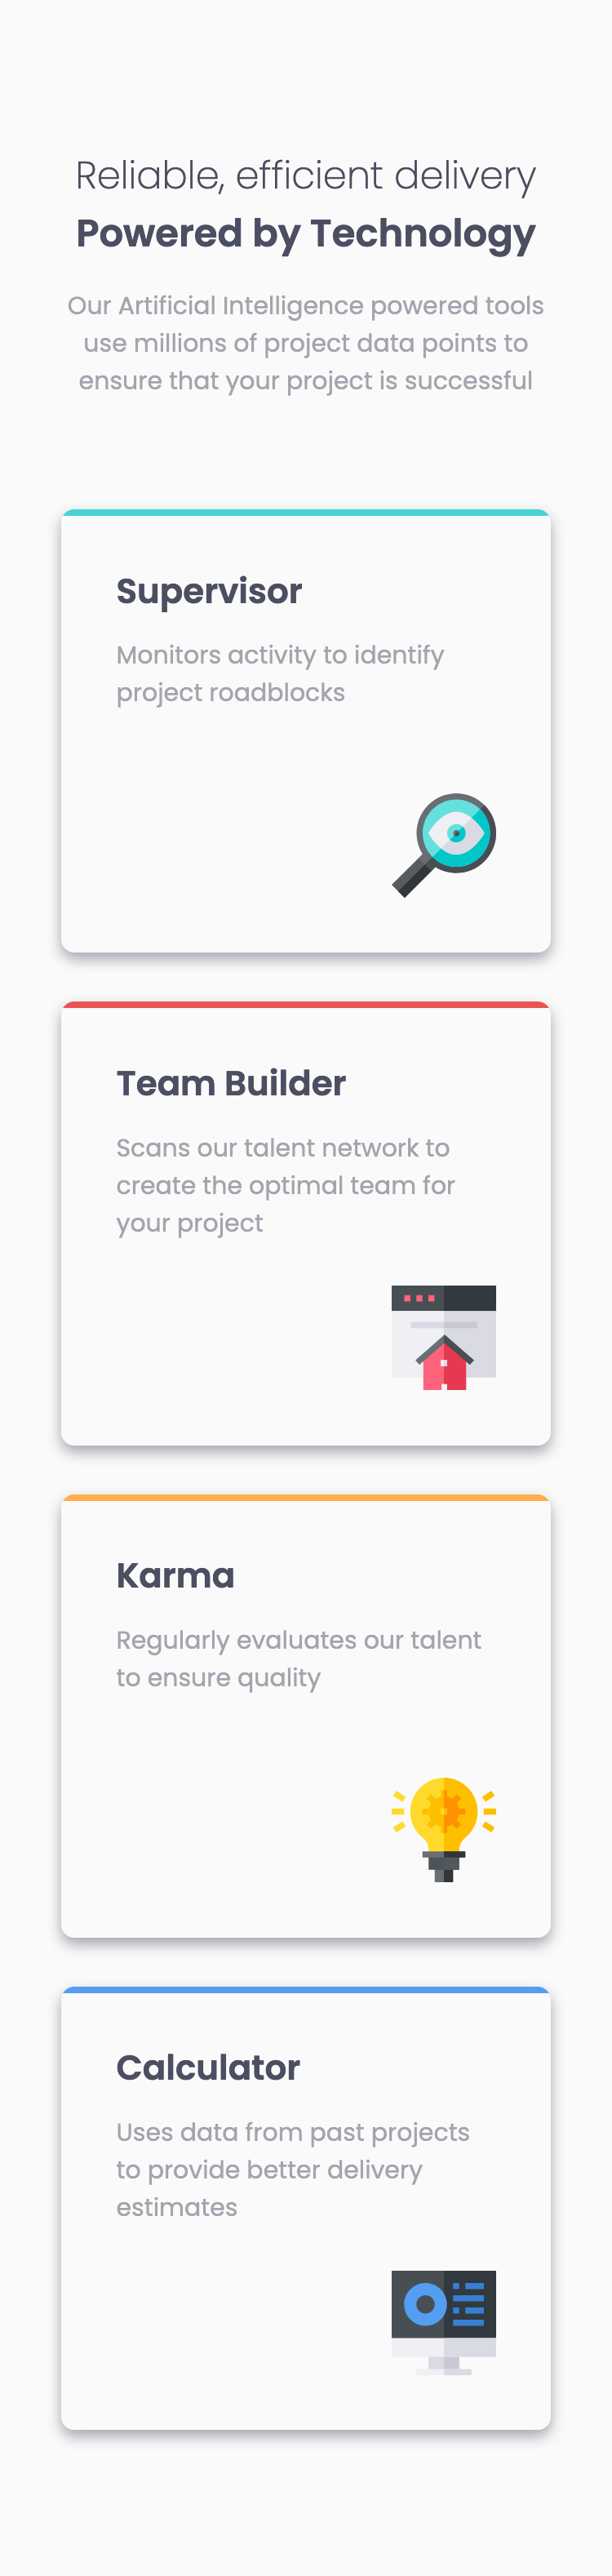 Reliable, efficient delivery
Powered by Technology
Our Artificial Intelligence powered tools
use millions of project data points to
ensure that your project is successful
Supervisor
Monitors activity to identify
project roadblocks
Team Builder
Scans our talent network to
create the optimal team for
your project
Karma
Regularly evaluates our talent
to ensure quality
Calculator
Uses data from past projects
to provide better delivery
estimates